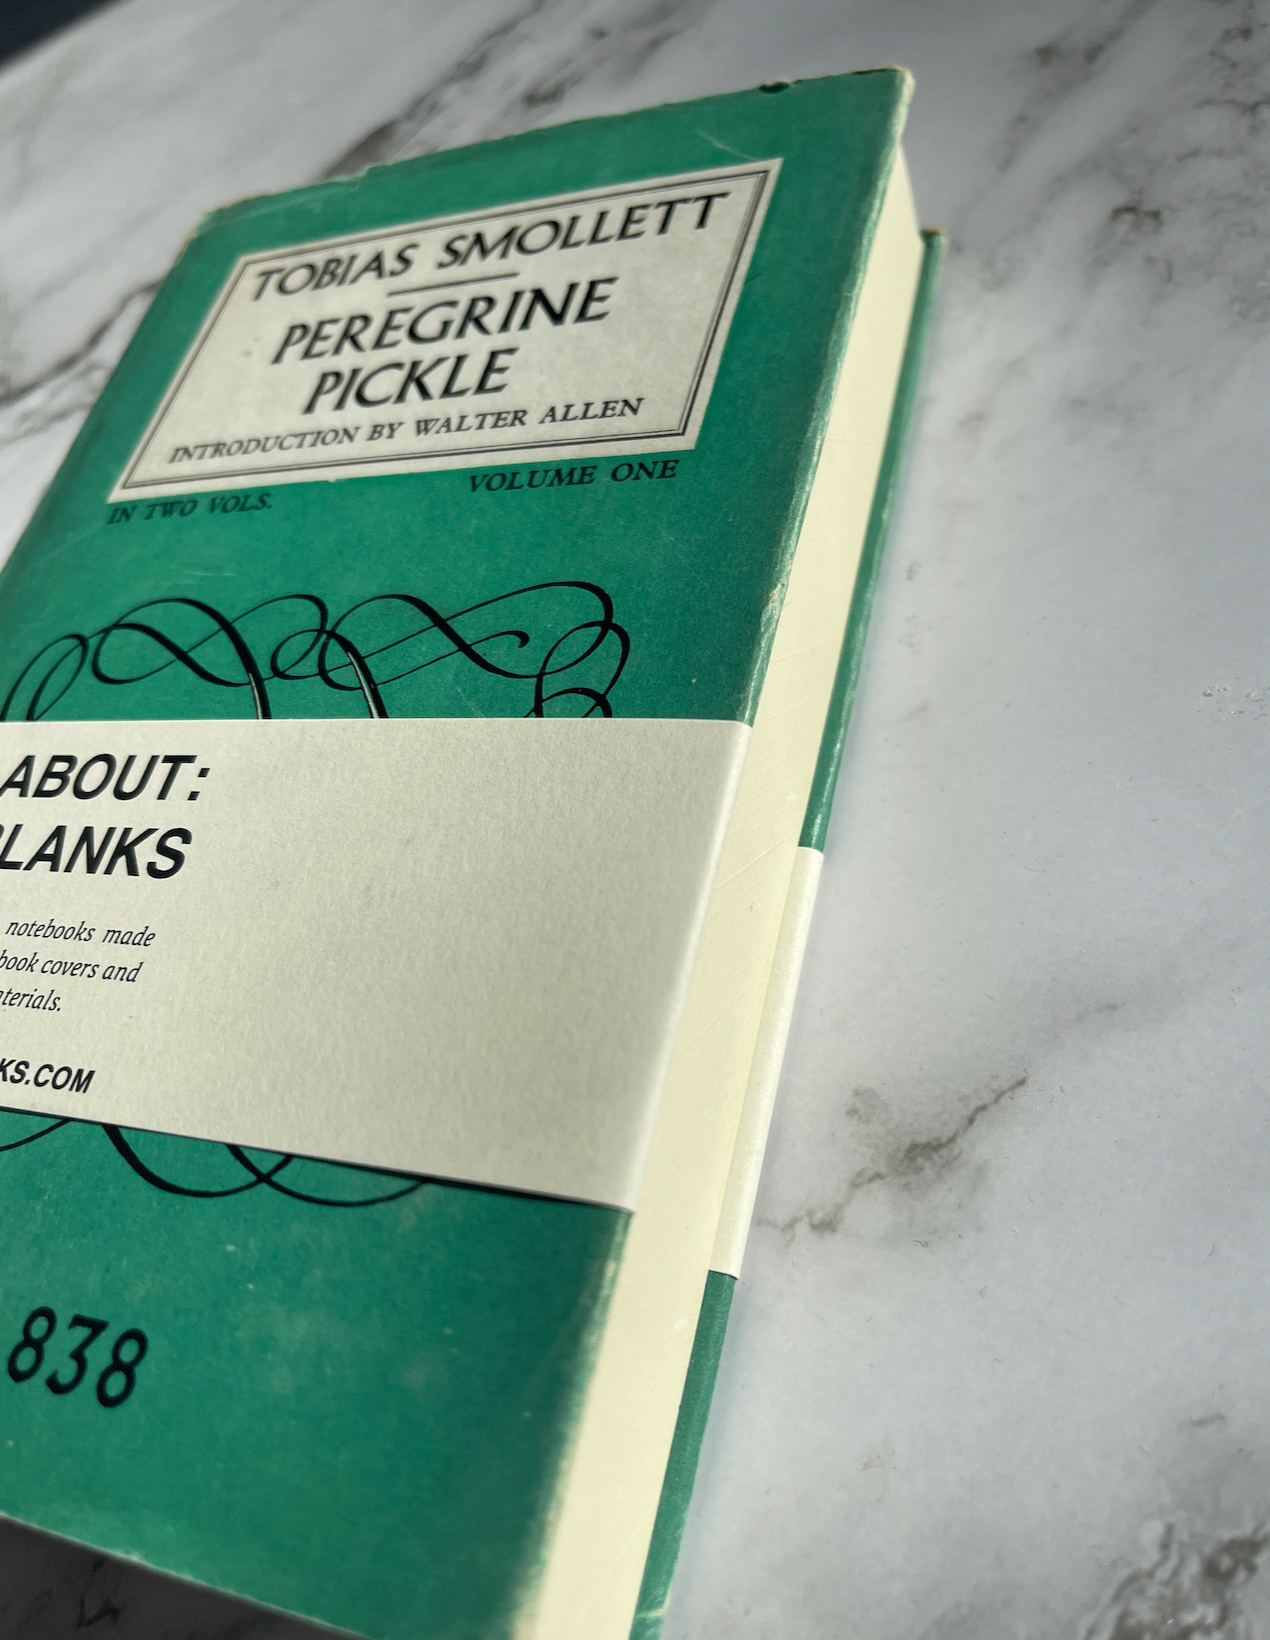 TOBIAS SMOLLETT
PEREGRINE
PICKLE
INTRODUCTION BY WALTER ALLEN
IN TWO VOLS.
VOLUME ONE
ABOUT:
LANKS
notebooks made
book covers and
terials.
KS.COM
838